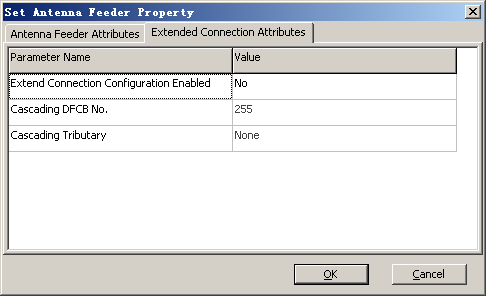 Set Antenna Feeder Property
Antenna Feeder Attributes Extended Connection Attributes
Parameter Name Value
Extend Connection Configuration Enabled No
Cascading DFCB No. 255
Cascading Tributary None
OK Cancel